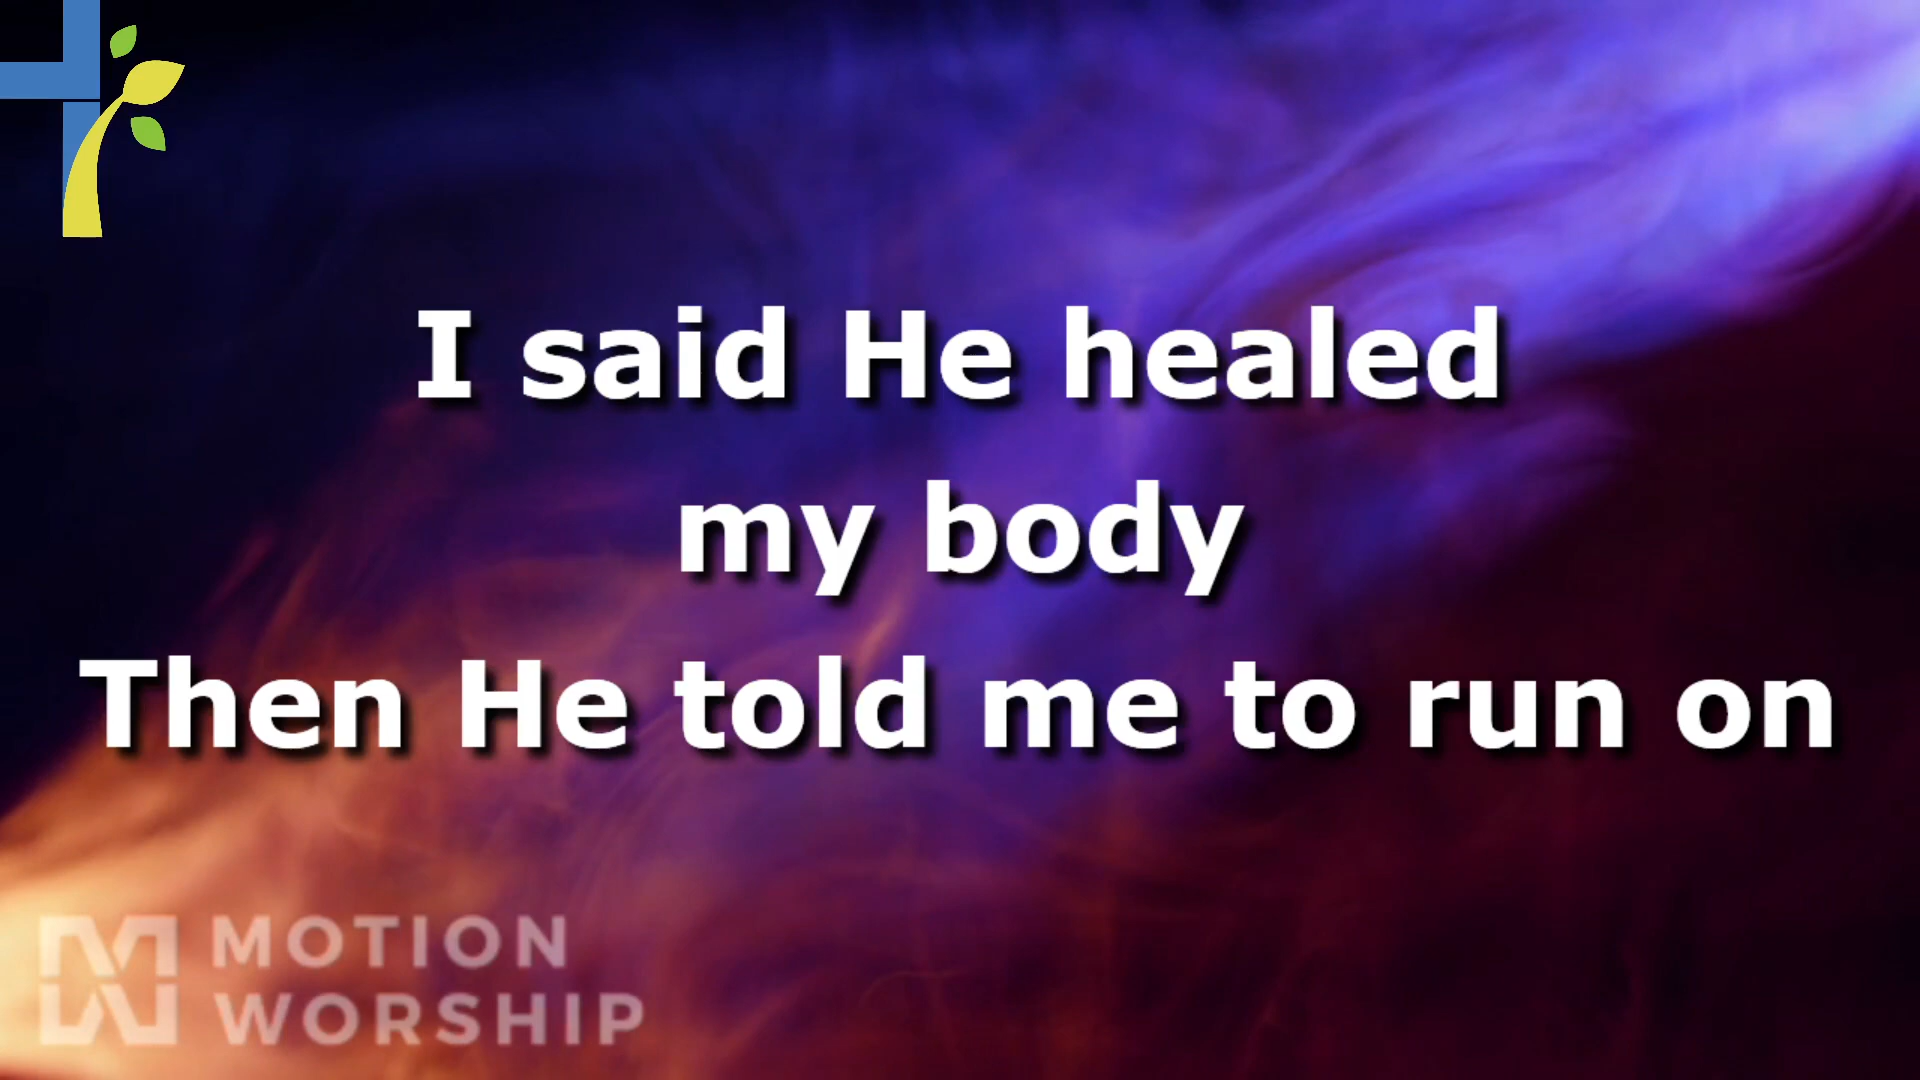 I said He healed
my body
Then He told me to run on
MOTION
WORSHIP